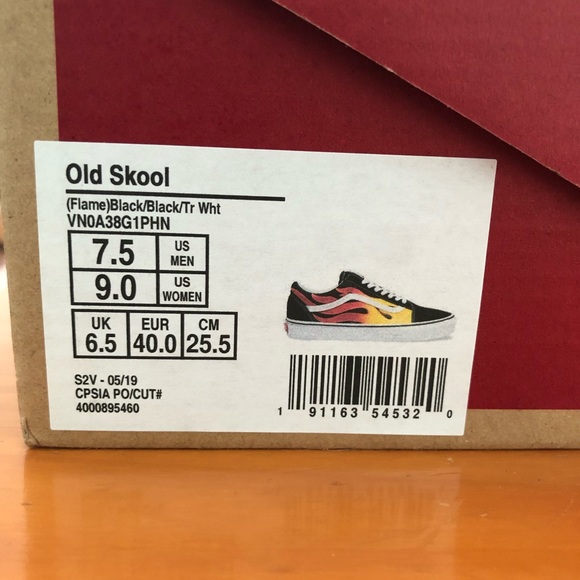 Old Skool
(Flame)Black/Black/Tr Wht
VN0A38G1PHN
7.5 US MEN
9.0 US WOMEN
UK EUR CM
6.5 40.0 25.5
S2V - 05/19
CPSIA PO/CUT#
4000895460
1 91163 54532 0